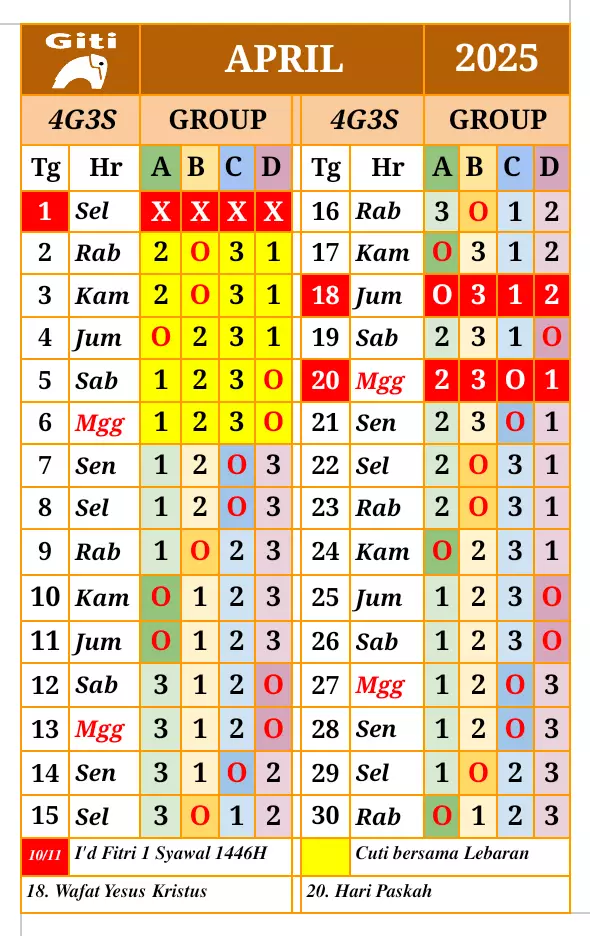 Giti APRIL 2025
4G3S GROUP 4G3S GROUP
Tg Hr A B C D Tg Hr A B C D
1 Sel X X X X 16 Rab 3 O 1 2
2 Rab 2 O 3 1 17 Kam O 3 1 2
3 Kam 2 O 3 1 18 Jum O 3 1 2
4 Jum O 2 3 1 19 Sab 2 3 1 O
5 Sab 1 2 3 O 20 Mgg 2 3 O 1
6 Mgg 1 2 3 O 21 Sen 2 3 O 1
7 Sen 1 2 O 3 22 Sel 2 O 3 1
8 Sel 1 2 O 3 23 Rab 2 O 3 1
9 Rab 1 O 2 3 24 Kam O 2 3 1
10 Kam O 1 2 3 25 Jum 1 2 3 O
11 Jum O 1 2 3 26 Sab 1 2 3 O
12 Sab 3 1 2 O 27 Mgg 1 2 O 3
13 Mgg 3 1 2 O 28 Sen 1 2 O 3
14 Sen 3 1 O 2 29 Sel 1 O 2 3
15 Sel 3 O 1 2 30 Rab O 1 2 3
10/11 I'd Fitri 1 Syawal 1446H Cuti bersama Lebaran
18. Wafat Yesus Kristus 20. Hari Paskah